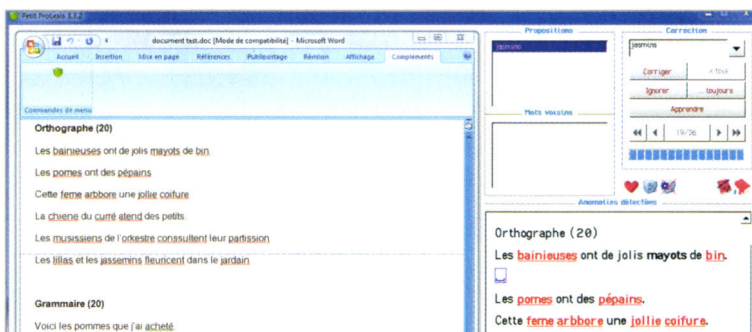 Petit ProLexis 3.3.2
document test.doc [Mode de compatibilité] - Microsoft Word
Accueil Insertion Mise en page Références Publipostage Révision Affichage Compléments
Commandes de menu
Orthographe (20)
Les bainieuses ont de jolis mayots de bin.
Les pomes ont des pépains
Cette feme arbbore une jollie coifure
La chiene du curré atend des petits.
Les musissiens de l'orkestre conssultent leur partission
Les lillas et les jassemins fleuricent dans le jardain
Grammaire (20)
Voici les pommes que j'ai acheté
Propositions
jasmins
Mots voisins
Correction
jasmins
Corriger
Ignorer
... toujours
Apprendre
19/26
Anomalies détectées
Orthographe (20)
Les bainieuses ont de jolis mayots de bin.
Les pomes ont des pépains.
Cette feme arbbore une jollie coifure.